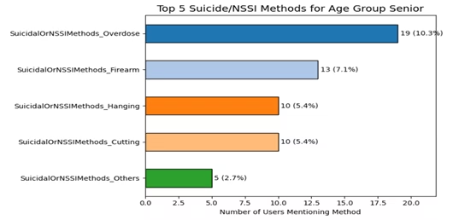 Top 5 Suicide/NSSI Methods for Age Group Senior
SuicidalOrNSSIMethods_Overdose
19 (10.3%)
SuicidalOrNSSIMethods_Firearm
13 (7.1%)
SuicidalOrNSSIMethods_Hanging
10 (5.4%)
SuicidalOrNSSIMethods_Cutting
10 (5.4%)
SuicidalOrNSSIMethods_Others
5 (2.7%)
0.0 2.5 5.0 7.5 10.0 12.5 15.0 17.5 20.0
Number of Users Mentioning Method